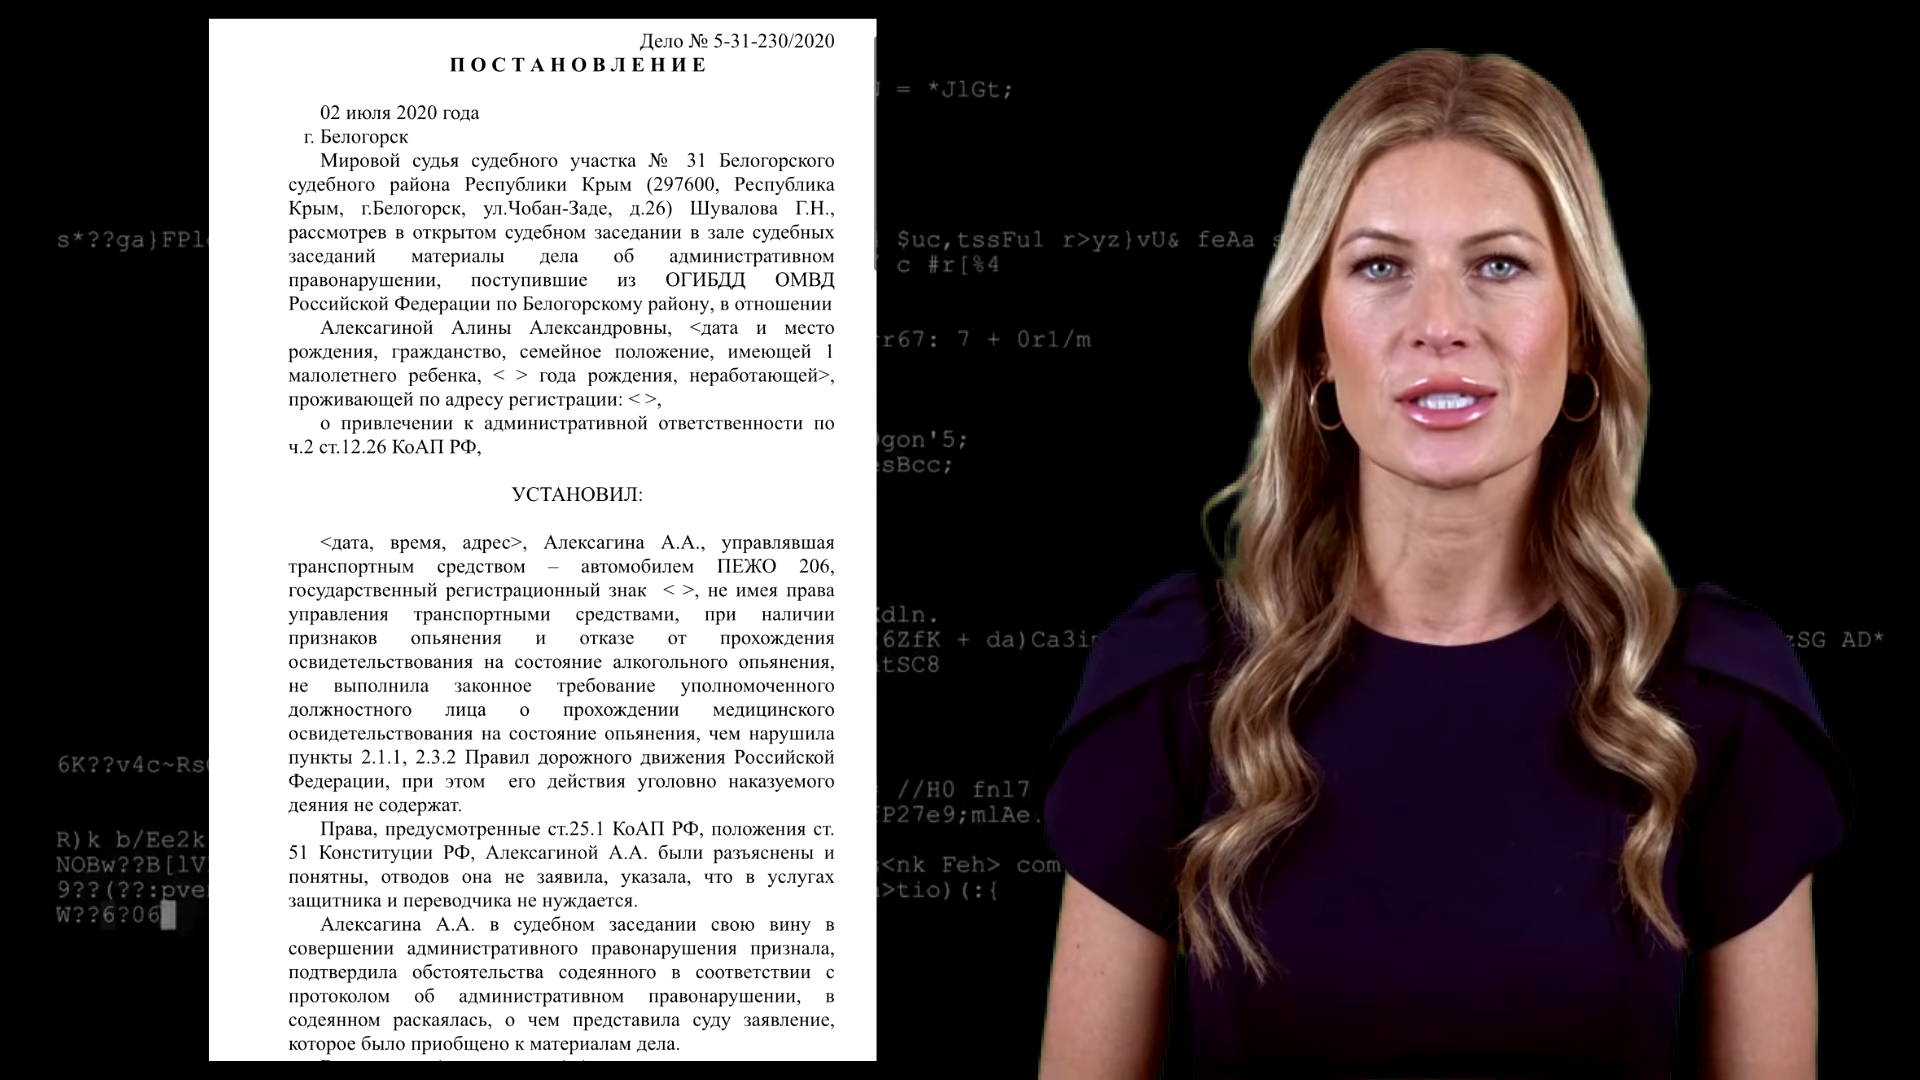 Дело № 5-31-230/2020
ПОСТАНОВЛЕНИЕ
02 июля 2020 года
г. Белогорск
Мировой судья судебного участка № 31 Белогорского
судебного района Республики Крым (297600, Республика
Крым, г.Белогорск, ул.Чобан-Заде, д.26) Шувалова Г.Н.,
рассмотрев в открытом судебном заседании в зале судебных
заседаний материалы дела об административном
правонарушении, поступившие из ОГИБДД ОМВД
Российской Федерации по Белогорскому району, в отношении
Алексагиной Алины Александровны, <дата и место
рождения, гражданство, семейное положение, имеющей 1
малолетнего ребенка, < > года рождения, неработающей>,
проживающей по адресу регистрации: < >,
о привлечении к административной ответственности по
ч.2 ст.12.26 КоАП РФ,
УСТАНОВИЛ:
<дата, время, адрес>, Алексагина А.А., управлявшая
транспортным средством – автомобилем ПЕЖО 206,
государственный регистрационный знак < >, не имея права
управления транспортными средствами, при наличии
признаков опьянения и отказе от прохождения
освидетельствования на состояние алкогольного опьянения,
не выполнила законное требование уполномоченного
должностного лица о прохождении медицинского
освидетельствования на состояние опьянения, чем нарушила
пункты 2.1.1, 2.3.2 Правил дорожного движения Российской
Федерации, при этом его действия уголовно наказуемого
деяния не содержат.
Права, предусмотренные ст.25.1 КоАП РФ, положения ст.
51 Конституции РФ, Алексагиной А.А. были разъяснены и
понятны, отводов она не заявила, указала, что в услугах
защитника и переводчика не нуждается.
Алексагина А.А. в судебном заседании свою вину в
совершении административного правонарушения признала,
подтвердила обстоятельства содеянного в соответствии с
протоколом об административном правонарушении, в
содеянном раскаялась, о чем представила суду заявление,
которое было приобщено к материалам дела.
= *JlGt;
$uc,tssFul r>yz}vU& feAa
c #r[%4
7 + 0r1/m
+ da)Ca3i
AD*
//H0 fnl7
Feh> com
R)k b/Ee2k
W??6?06